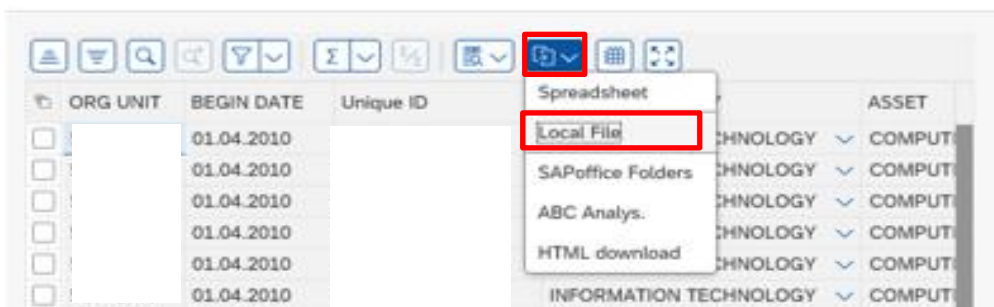 Spreadsheet
ORG UNIT BEGIN DATE Unique ID ASSET
Local File
01.04.2010 CHNOLOGY COMPUT
SAPoffice Folders
01.04.2010 CHNOLOGY COMPUT
01.04.2010 CHNOLOGY COMPUT
ABC Analys.
01.04.2010 CHNOLOGY COMPUT
HTML download
01.04.2010 CHNOLOGY COMPUT
01.04.2010 INFORMATION TECHNOLOGY COMPUT